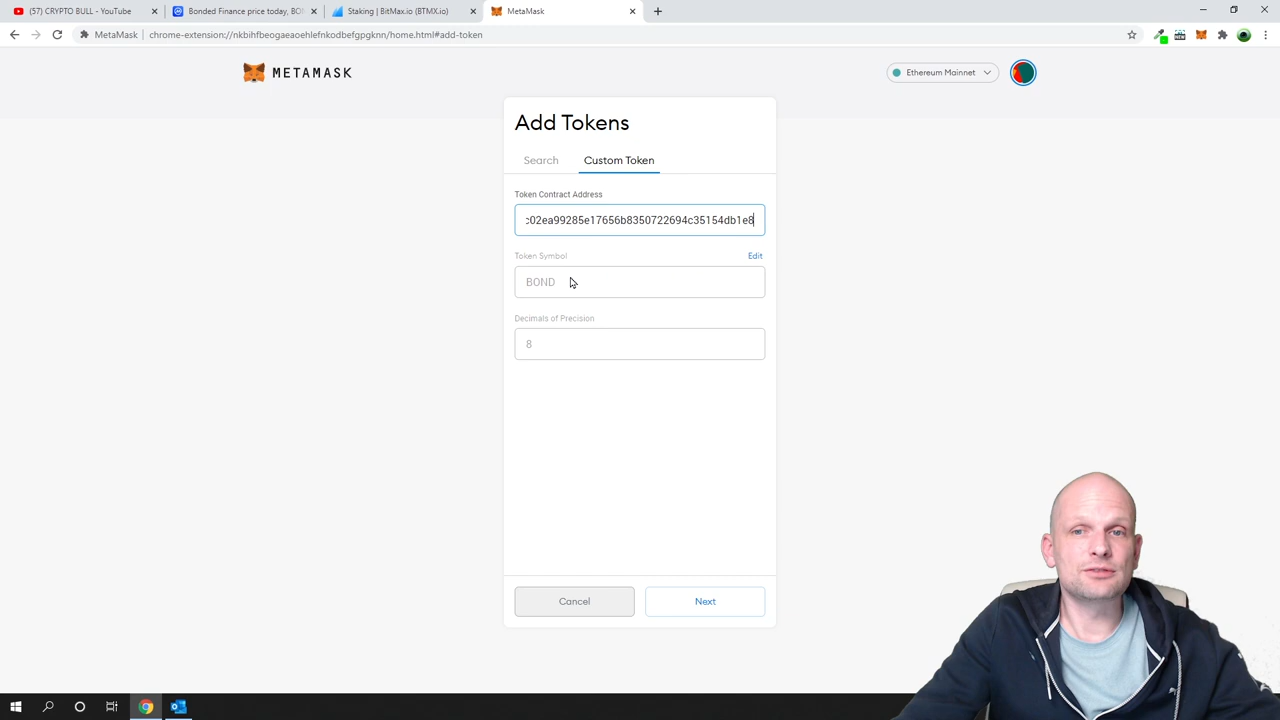 (57) CRYPTO BULL - YouTube
Bonded Finance price today, BO
Staking | BitMax.io (BTMX.io)
MetaMask
MetaMask
chrome-extension://nkbihfbeogaeaoehlefnkodbefgpgknn/home.html#add-token
METAMASK
Ethereum Mainnet
Add Tokens
Search
Custom Token
Token Contract Address
c02ea99285e17656b8350722694c35154db1e8
Token Symbol
Edit
BOND
Decimals of Precision
8
Cancel
Next